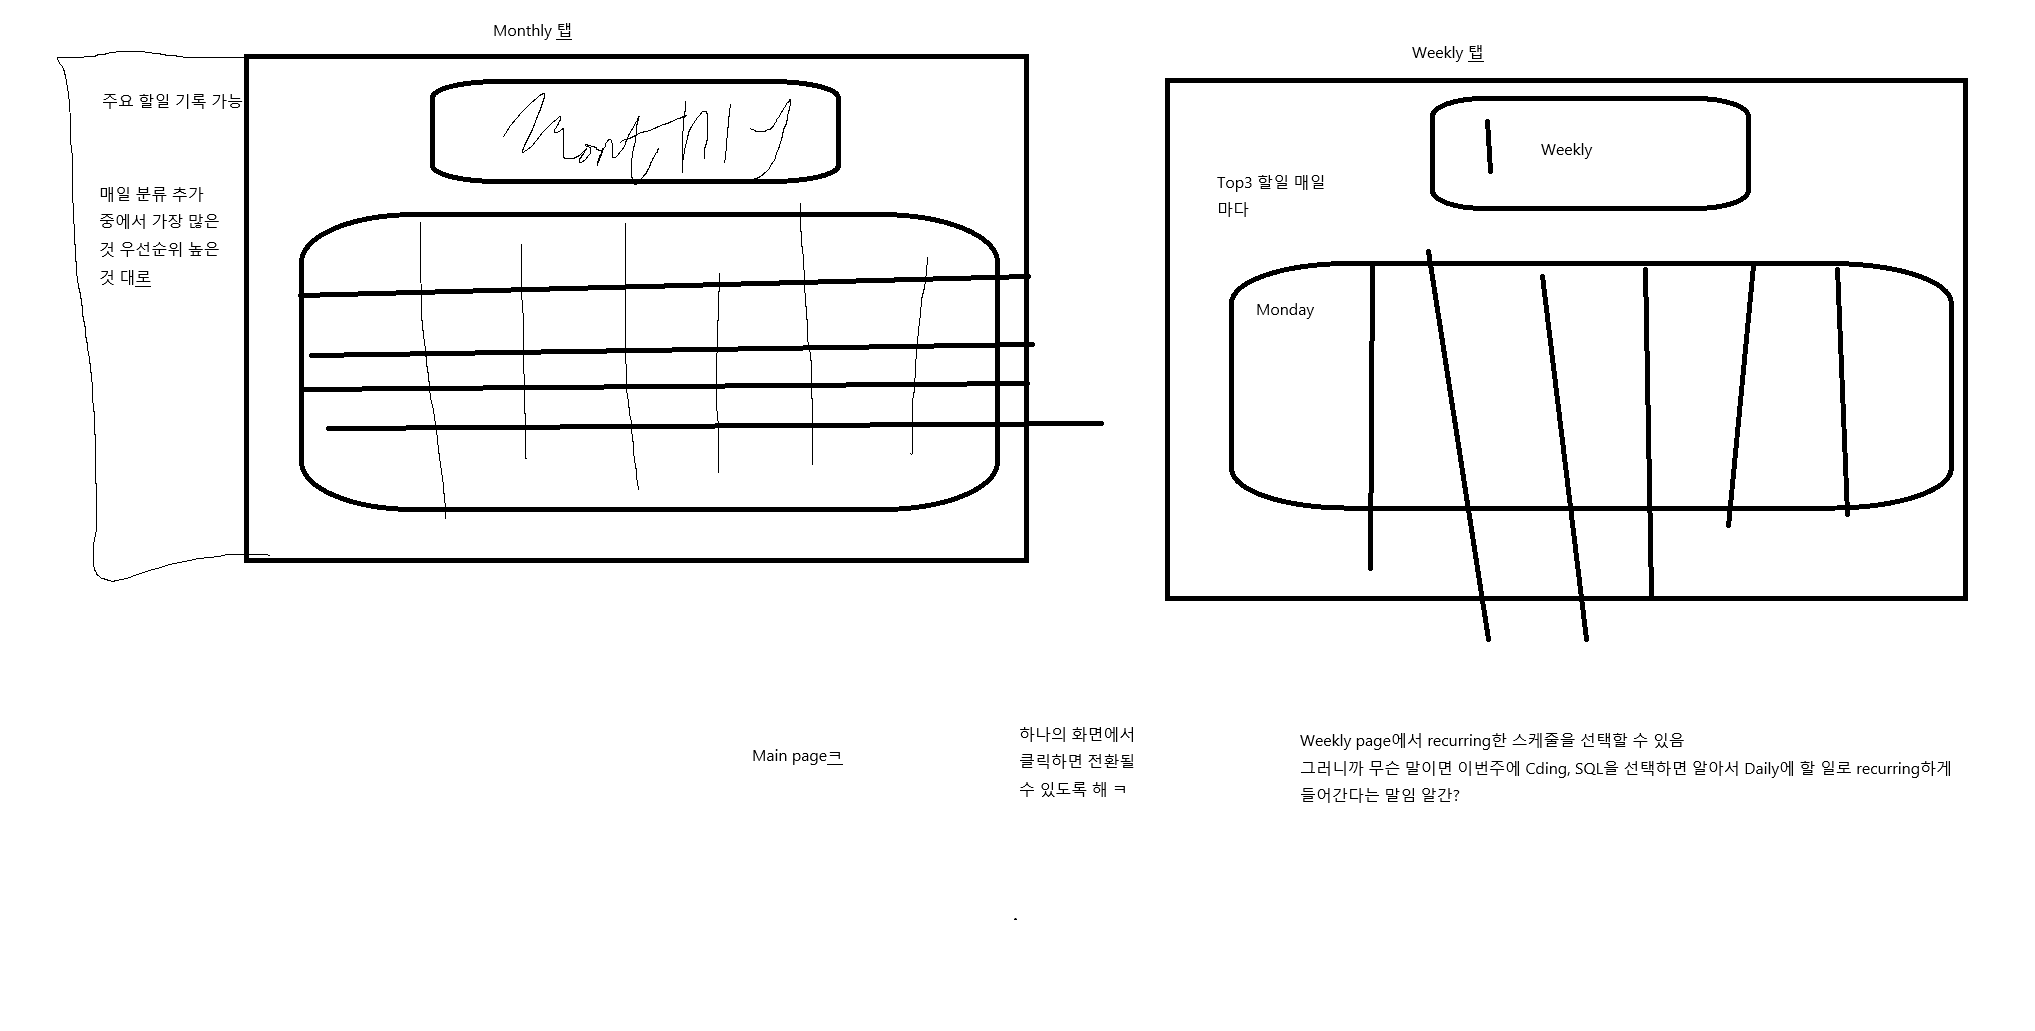 Monthly 탭
주요 할일 기록 가능
Monthly
매일 분류 추가
중에서 가장 많은
것 우선순위 높은
것 대로
Weekly 탭
Weekly
Top3 할일 매일
마다
Monday
Main pageㅋ
하나의 화면에서
클릭하면 전환될
수 있도록 해 ㅋ
Weekly page에서 recurring한 스케줄을 선택할 수 있음
그러니까 무슨 말이면 이번주에 Cding, SQL을 선택하면 알아서 Daily에 할 일로 recurring하게
들어간다는 말임 알간?